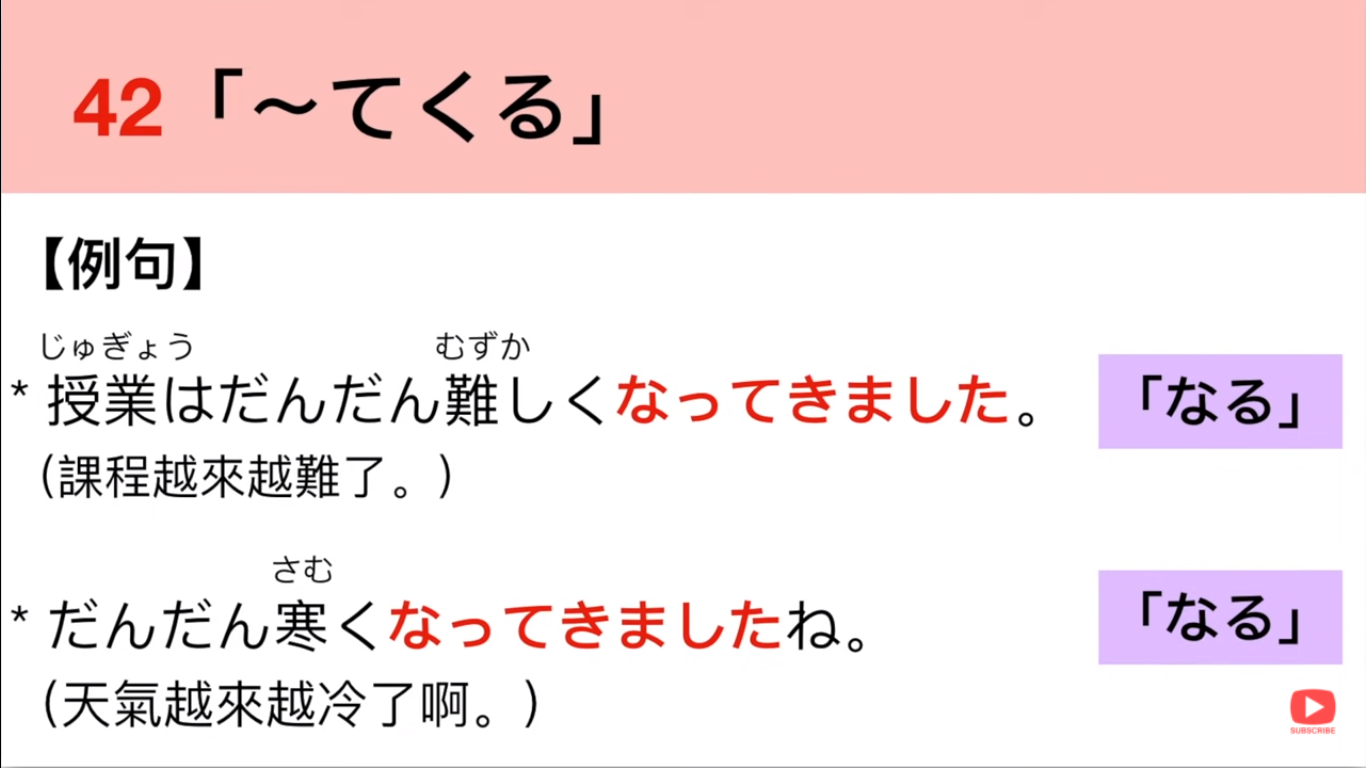 42「～てくる」
【例句】
じゅぎょう むずか
* 授業はだんだん難しくなってきました。
「なる」
(課程越來越難了。)
さむ
* だんだん寒くなってきましたね。
「なる」
(天氣越來越冷了啊。)
SUBSCRIBE